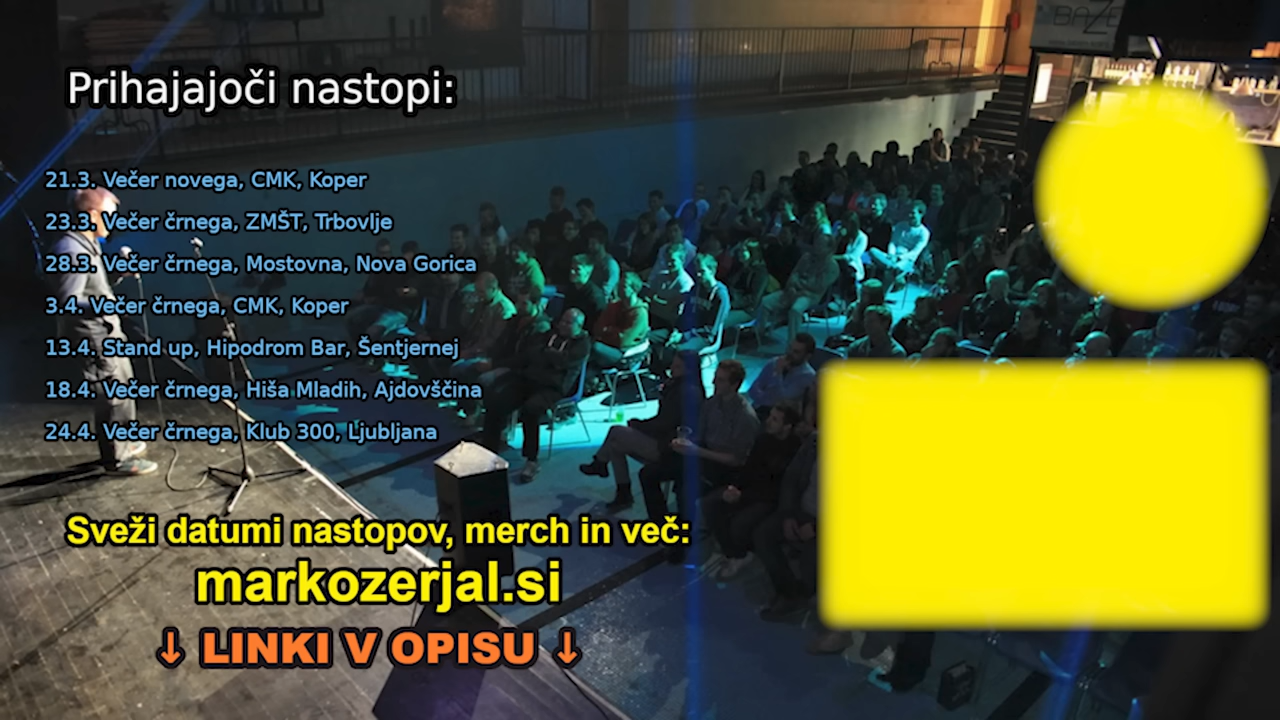 Prihajajoči nastopi:
21.3. Večer novega, CMK, Koper
23.3. Večer črnega, ZMŠT, Trbovlje
28.3. Večer črnega, Mostovna, Nova Gorica
3.4. Večer črnega, CMK, Koper
13.4. Stand up, Hipodrom Bar, Šentjernej
18.4. Večer črnega, Hiša Mladih, Ajdovščina
24.4. Večer črnega, Klub 300, Ljubljana
Sveži datumi nastopov, merch in več:
markozerjal.si
↓ LINKI V OPISU ↓